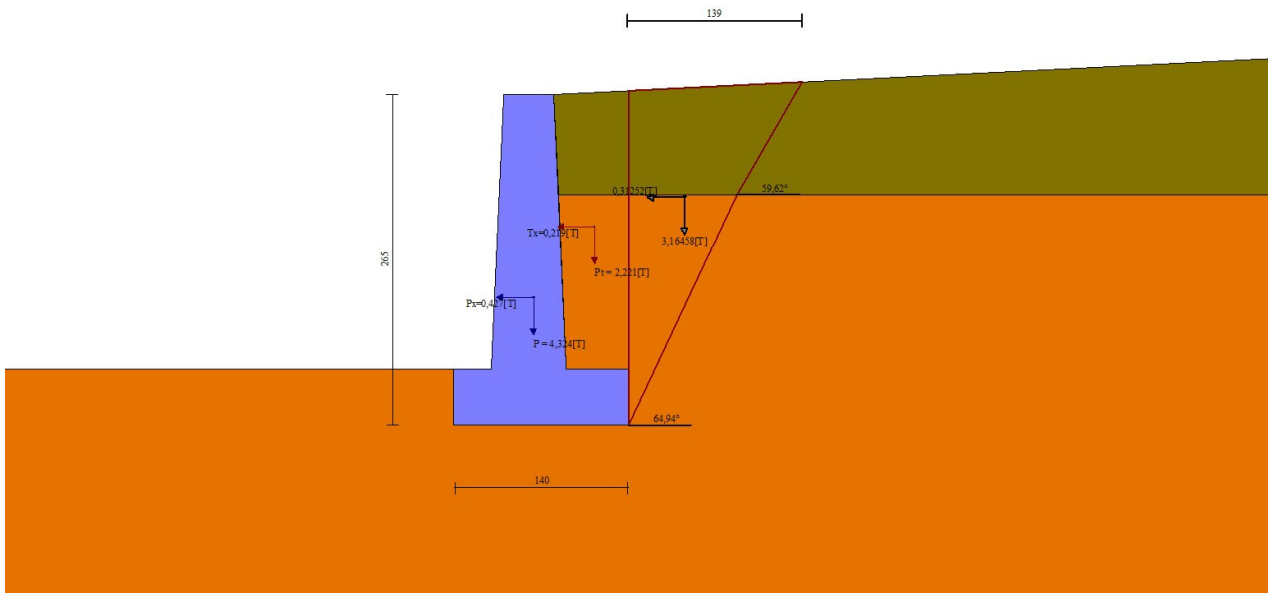 139
0,31252[T]
59,62°
Tx=0,219[T]
3,16458[T]
265
Pt = 2,221[T]
Px=0,427[T]
P = 4,324[T]
64,94°
140